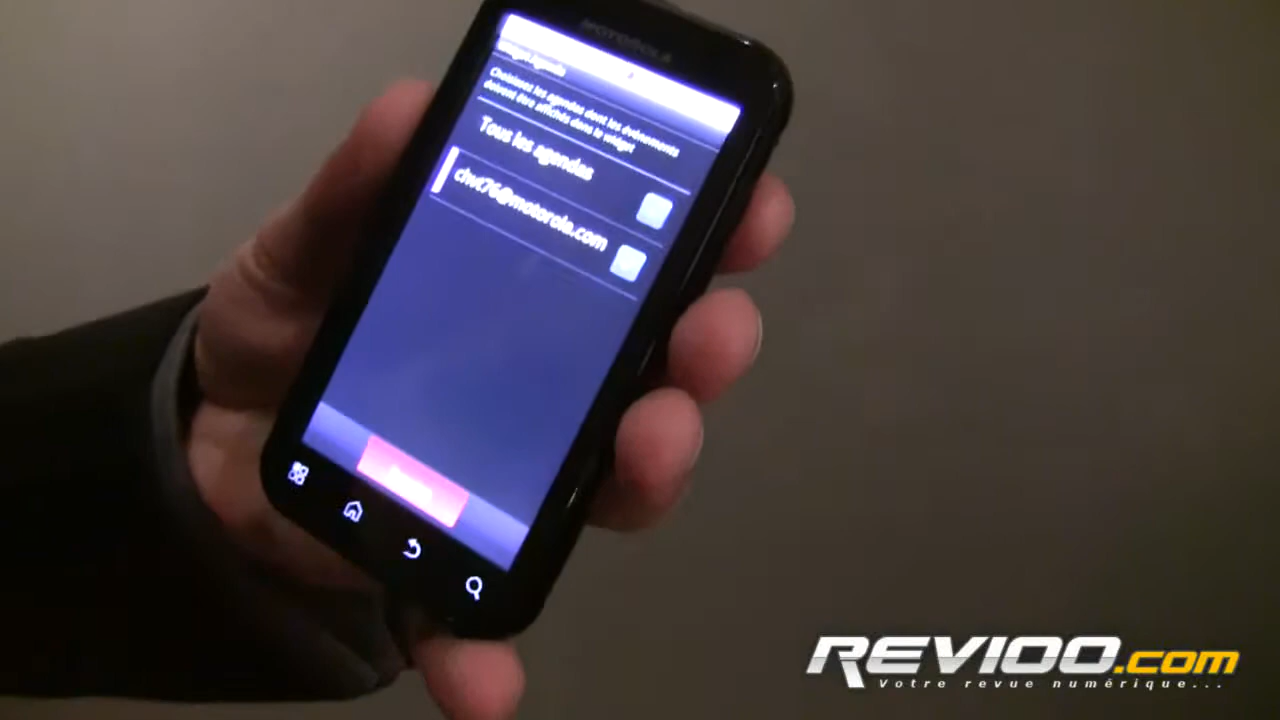 MOTOROLA
Widget Agenda
Choisissez les agendas dont les événements
doivent être affichés dans le widget
Tous les agendas
chvt76@motorola.com
REVIOO.com
Votre revue numérique...